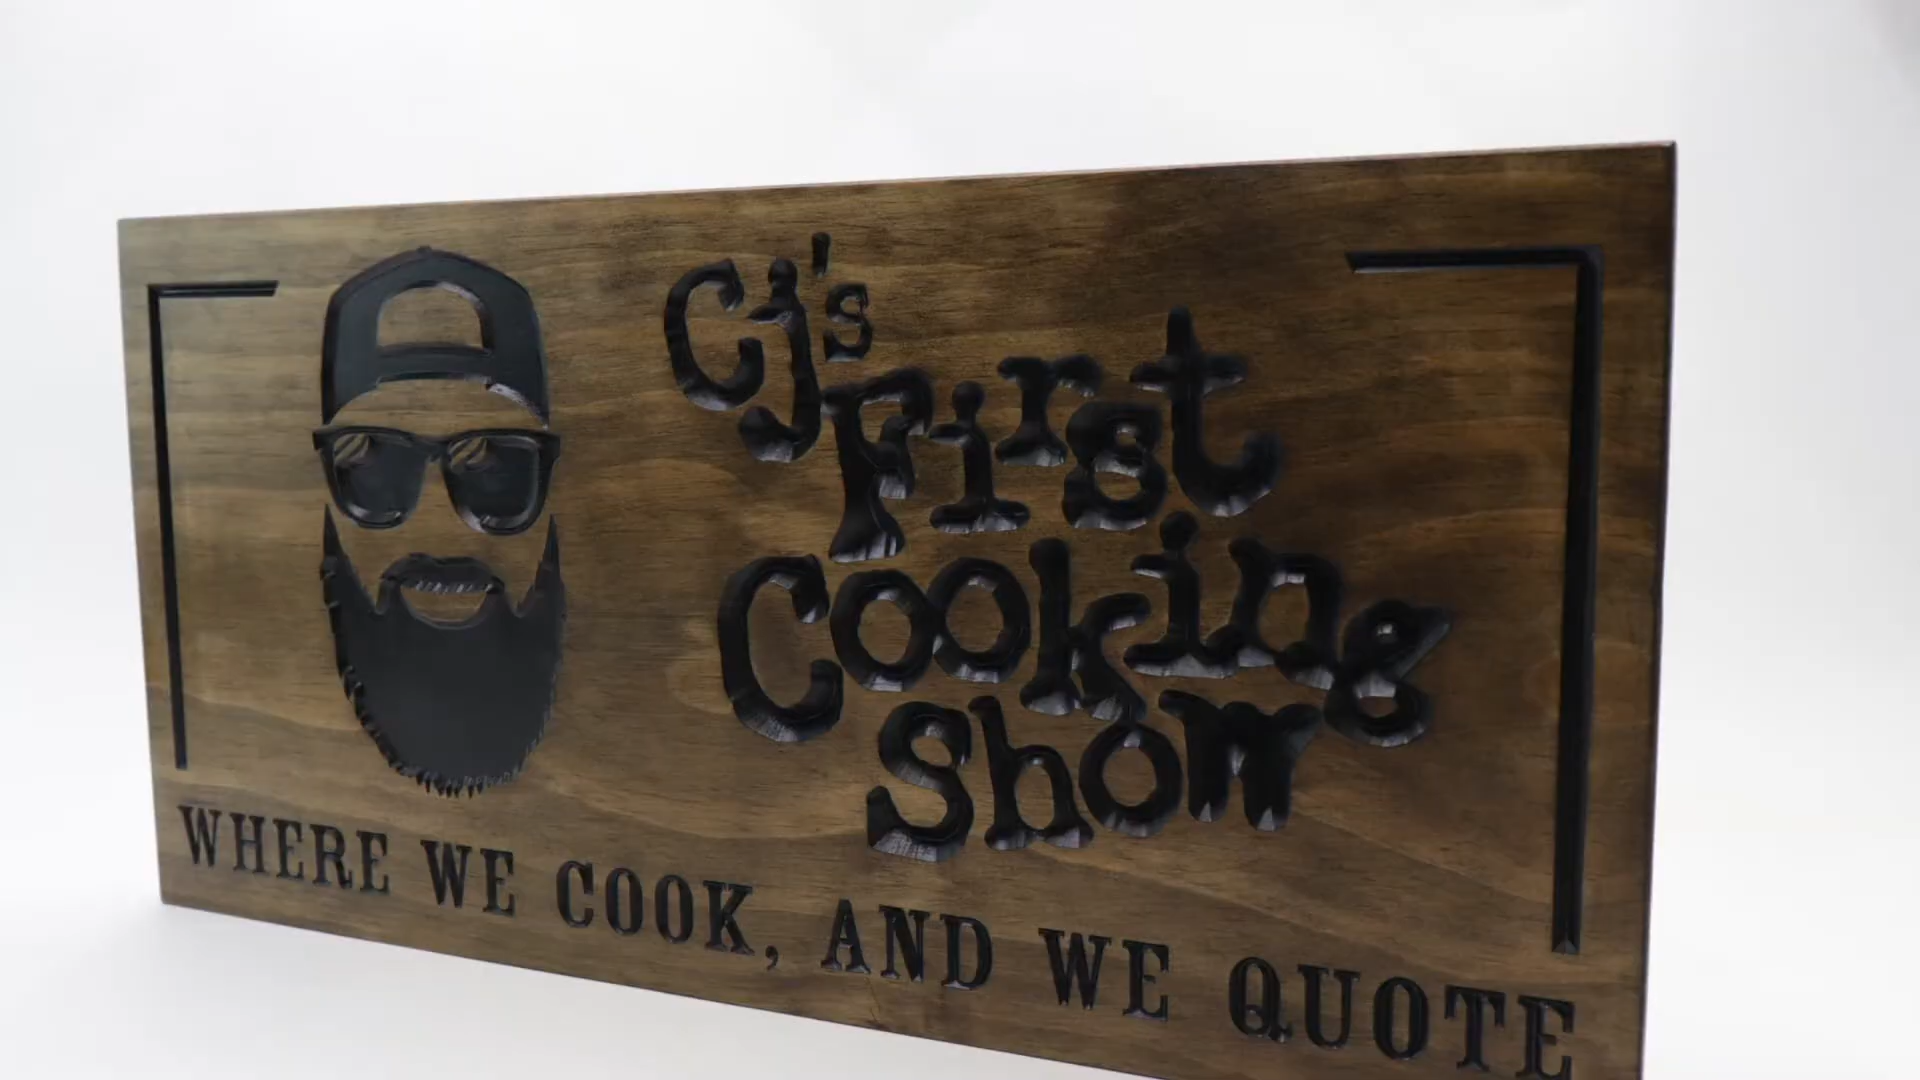 Cj's
First
Cooking
Show
WHERE WE COOK, AND WE QUOTE